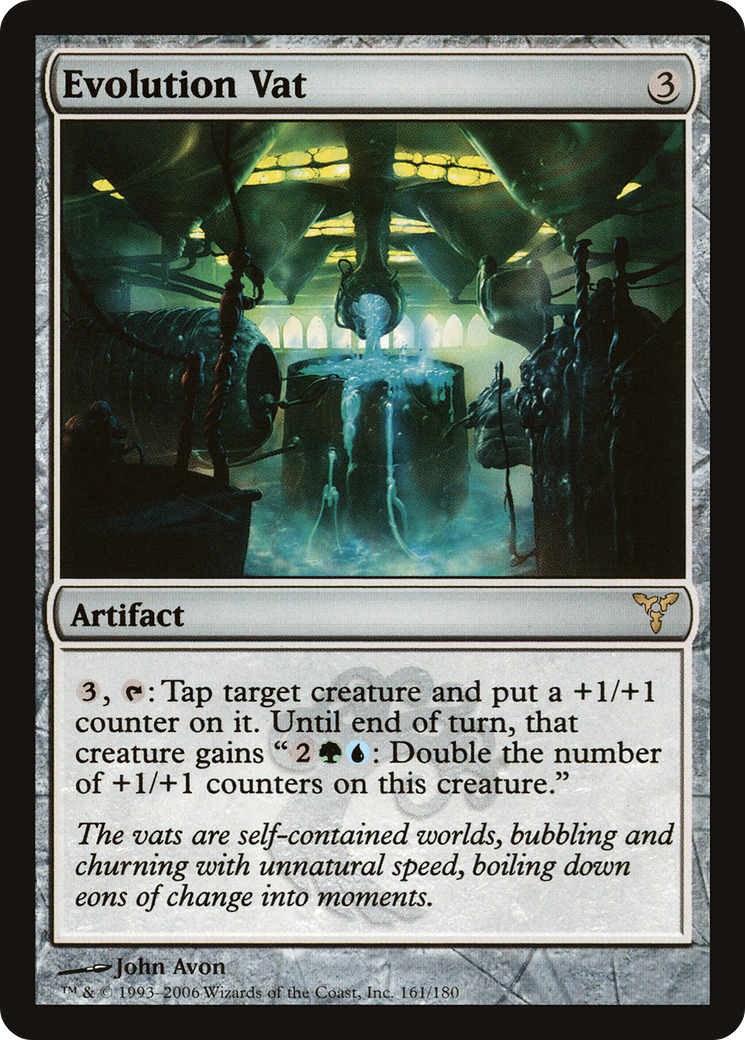 Evolution Vat 3
Artifact
3, T: Tap target creature and put a +1/+1
counter on it. Until end of turn, that
creature gains “2GU: Double the number
of +1/+1 counters on this creature.”
The vats are self-contained worlds, bubbling and
churning with unnatural speed, boiling down
eons of change into moments.
John Avon
™ & © 1993–2006 Wizards of the Coast, Inc. 161/180